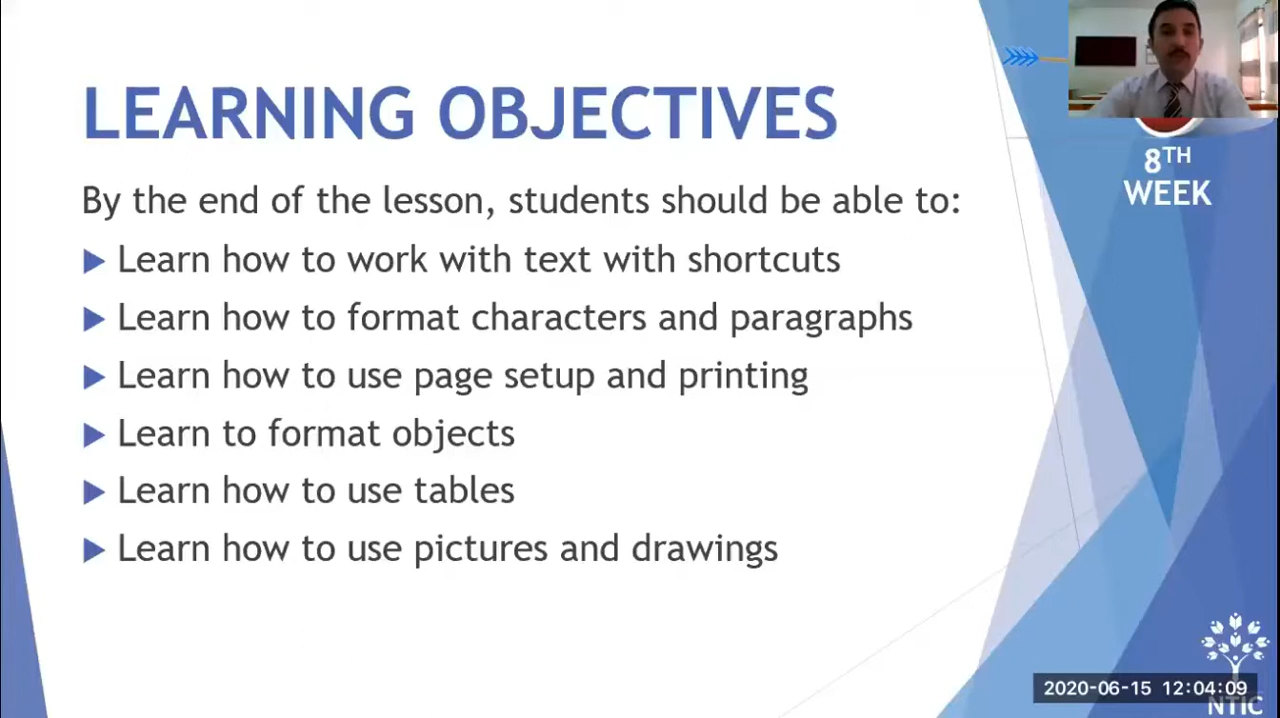 LEARNING OBJECTIVES
By the end of the lesson, students should be able to:
Learn how to work with text with shortcuts
Learn how to format characters and paragraphs
Learn how to use page setup and printing
Learn to format objects
Learn how to use tables
Learn how to use pictures and drawings
8TH
WEEK
2020-06-15 12:04:09
NTIC